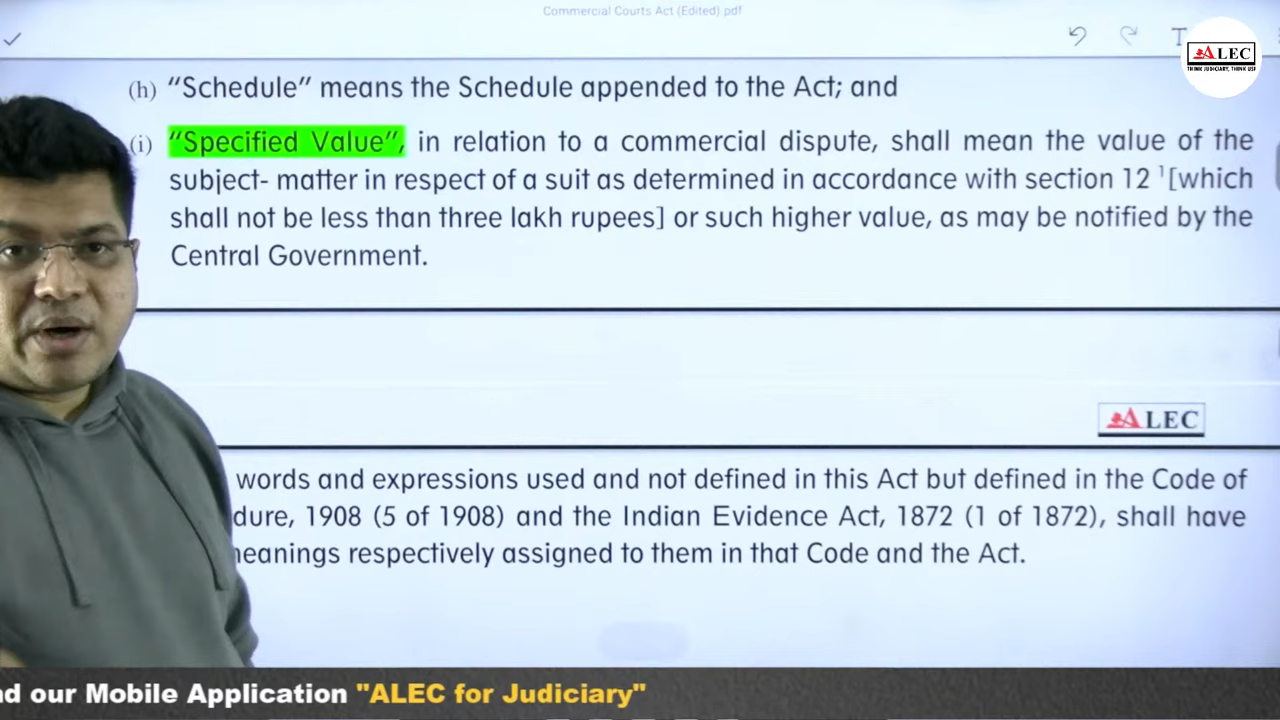 Commercial Courts Act (Edited) pdf
T
ALEC
THINK JUDICIARY, THINK US!
(h) “Schedule” means the Schedule appended to the Act; and
(i) “Specified Value”, in relation to a commercial dispute, shall mean the value of the
subject- matter in respect of a suit as determined in accordance with section 12 ¹[which
shall not be less than three lakh rupees] or such higher value, as may be notified by the
Central Government.
ALEC
words and expressions used and not defined in this Act but defined in the Code of
dure, 1908 (5 of 1908) and the Indian Evidence Act, 1872 (1 of 1872), shall have
meanings respectively assigned to them in that Code and the Act.
d our Mobile Application "ALEC for Judiciary"